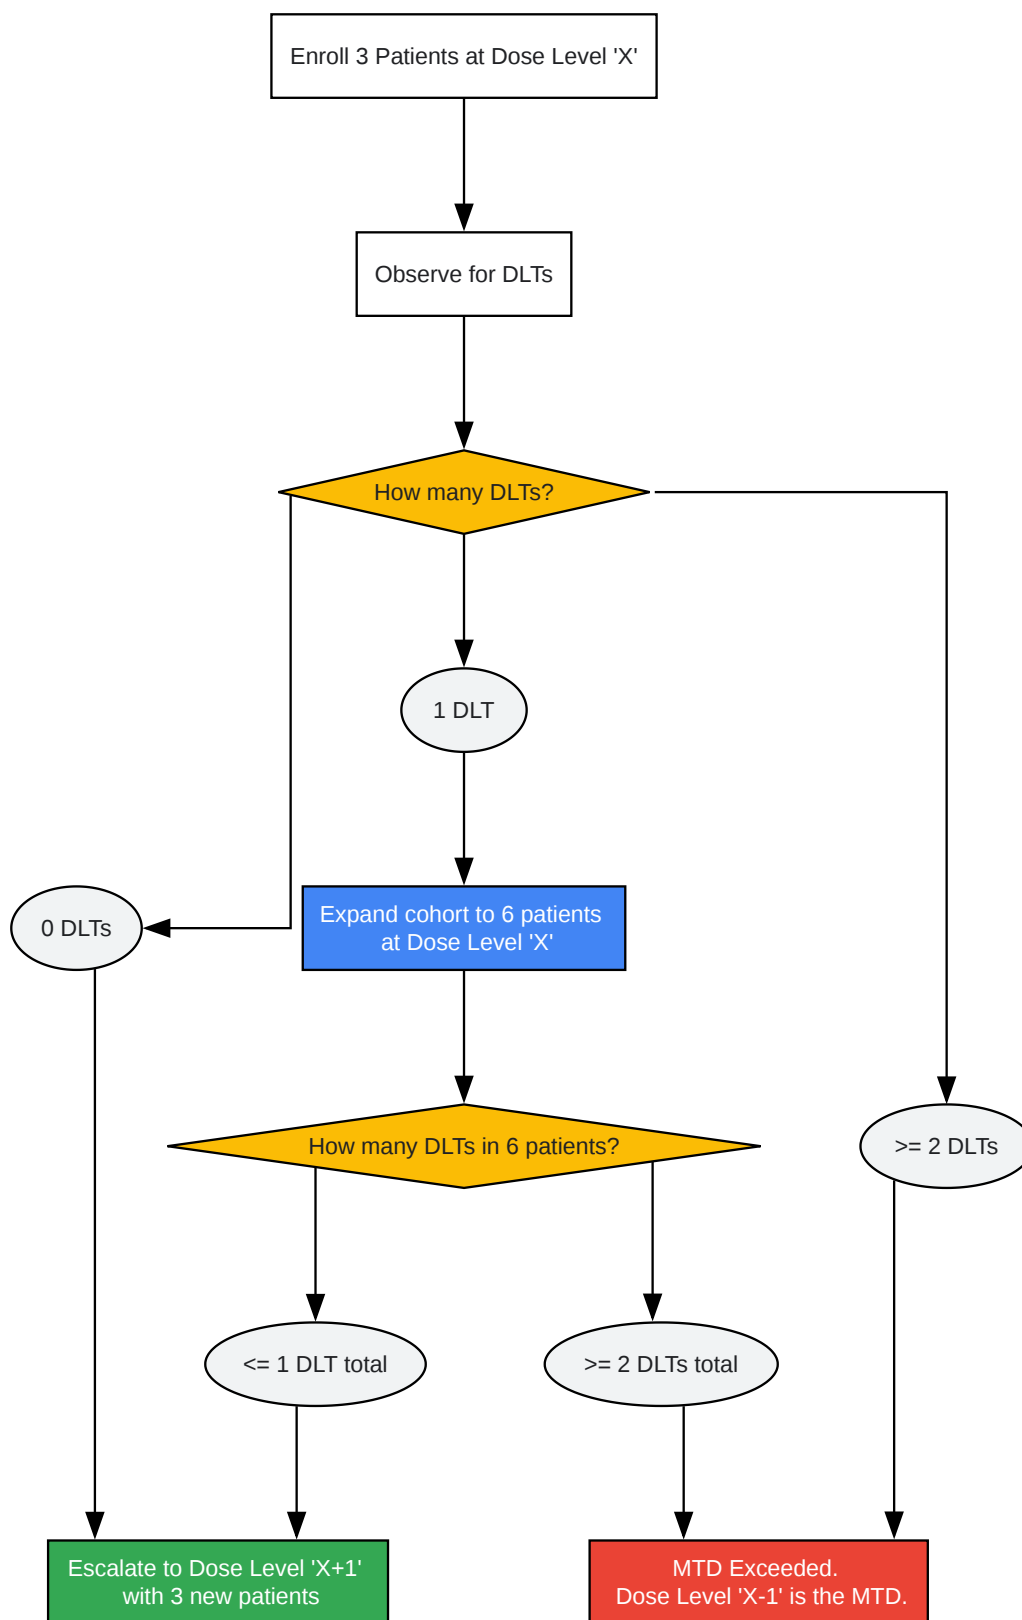 Enroll 3 Patients at Dose Level 'X'
Observe for DLTs
How many DLTs?
1 DLT
0 DLTs
Expand cohort to 6 patients
at Dose Level 'X'
How many DLTs in 6 patients?
>= 2 DLTs
<= 1 DLT total
>= 2 DLTs total
Escalate to Dose Level 'X+1'
with 3 new patients
MTD Exceeded.
Dose Level 'X-1' is the MTD.